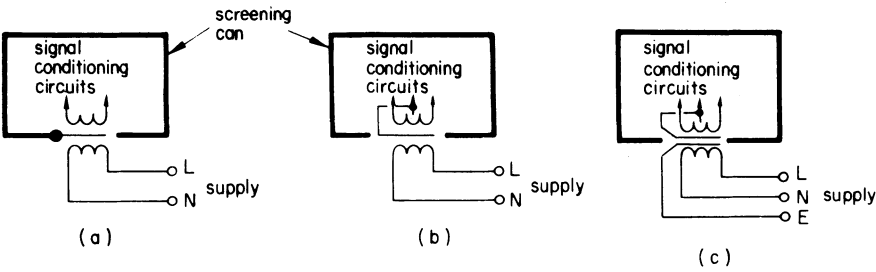 screening
can
signal
conditioning
circuits
L
N
supply
(a)
signal
conditioning
circuits
L
N
supply
(b)
signal
conditioning
circuits
L
N
supply
E
(c)